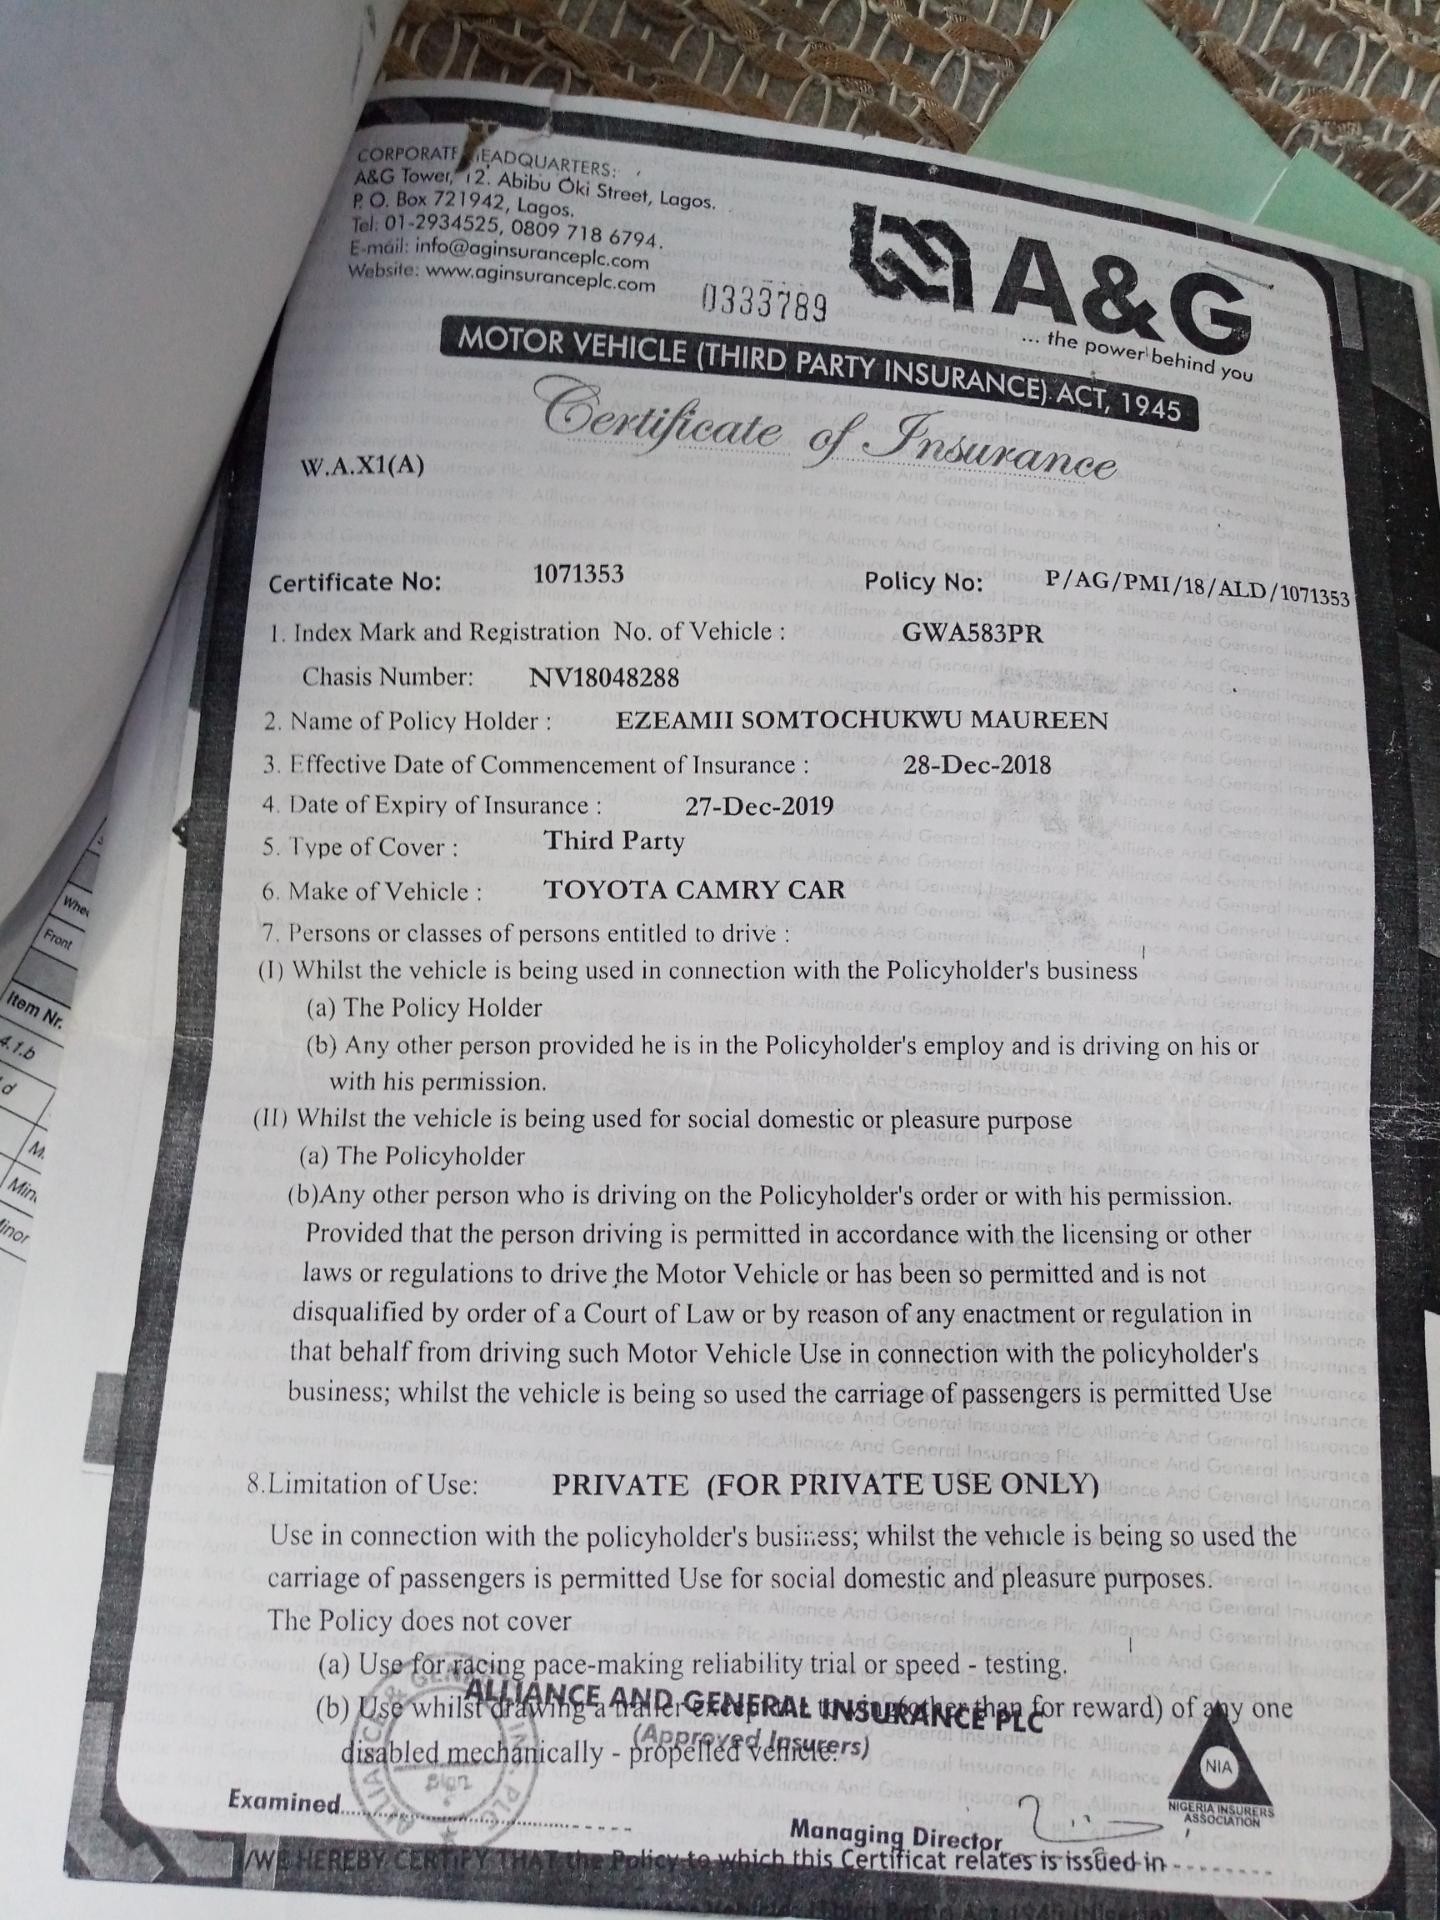 CORPORATE HEADQUARTERS:
A&G Tower, 12. Abibu Oki Street, Lagos.
P. O. Box 721942, Lagos.
Tel: 01-2934525, 0809 718 6794.
E-mail: info@aginsuranceplc.com
Website: www.aginsuranceplc.com
0333789
A&G
... the power behind you
MOTOR VEHICLE (THIRD PARTY INSURANCE) ACT, 1945
Certificate of Insurance
W.A.X1(A)
Certificate No: 1071353 Policy No: P/AG/PMI/18/ALD/1071353
1. Index Mark and Registration No. of Vehicle : GWA583PR
Chasis Number: NV18048288
2. Name of Policy Holder : EZEAMII SOMTOCHUKWU MAUREEN
3. Effective Date of Commencement of Insurance : 28-Dec-2018
4. Date of Expiry of Insurance : 27-Dec-2019
5. Type of Cover : Third Party
6. Make of Vehicle : TOYOTA CAMRY CAR
7. Persons or classes of persons entitled to drive :
(I) Whilst the vehicle is being used in connection with the Policyholder's business
(a) The Policy Holder
(b) Any other person provided he is in the Policyholder's employ and is driving on his or
with his permission.
(II) Whilst the vehicle is being used for social domestic or pleasure purpose
(a) The Policyholder
(b)Any other person who is driving on the Policyholder's order or with his permission.
Provided that the person driving is permitted in accordance with the licensing or other
laws or regulations to drive the Motor Vehicle or has been so permitted and is not
disqualified by order of a Court of Law or by reason of any enactment or regulation in
that behalf from driving such Motor Vehicle Use in connection with the policyholder's
business; whilst the vehicle is being so used the carriage of passengers is permitted Use
8.Limitation of Use: PRIVATE (FOR PRIVATE USE ONLY)
Use in connection with the policyholder's business; whilst the vehicle is being so used the
carriage of passengers is permitted Use for social domestic and pleasure purposes.
The Policy does not cover
(a) Use for racing pace-making reliability trial or speed - testing.
(b) Use whilst drawing a trailer (other than for reward) of any one
ALLIANCE AND GENERAL INSURANCE PLC
(Approved Insurers)
disabled mechanically - propelled vehicle.
NIA
NIGERIA INSURERS
ASSOCIATION
Examined
Managing Director
I/WE HEREBY CERTIFY THAT the Policy to which this Certificat relates is issued in
Front
Item Nr.
4.1.b